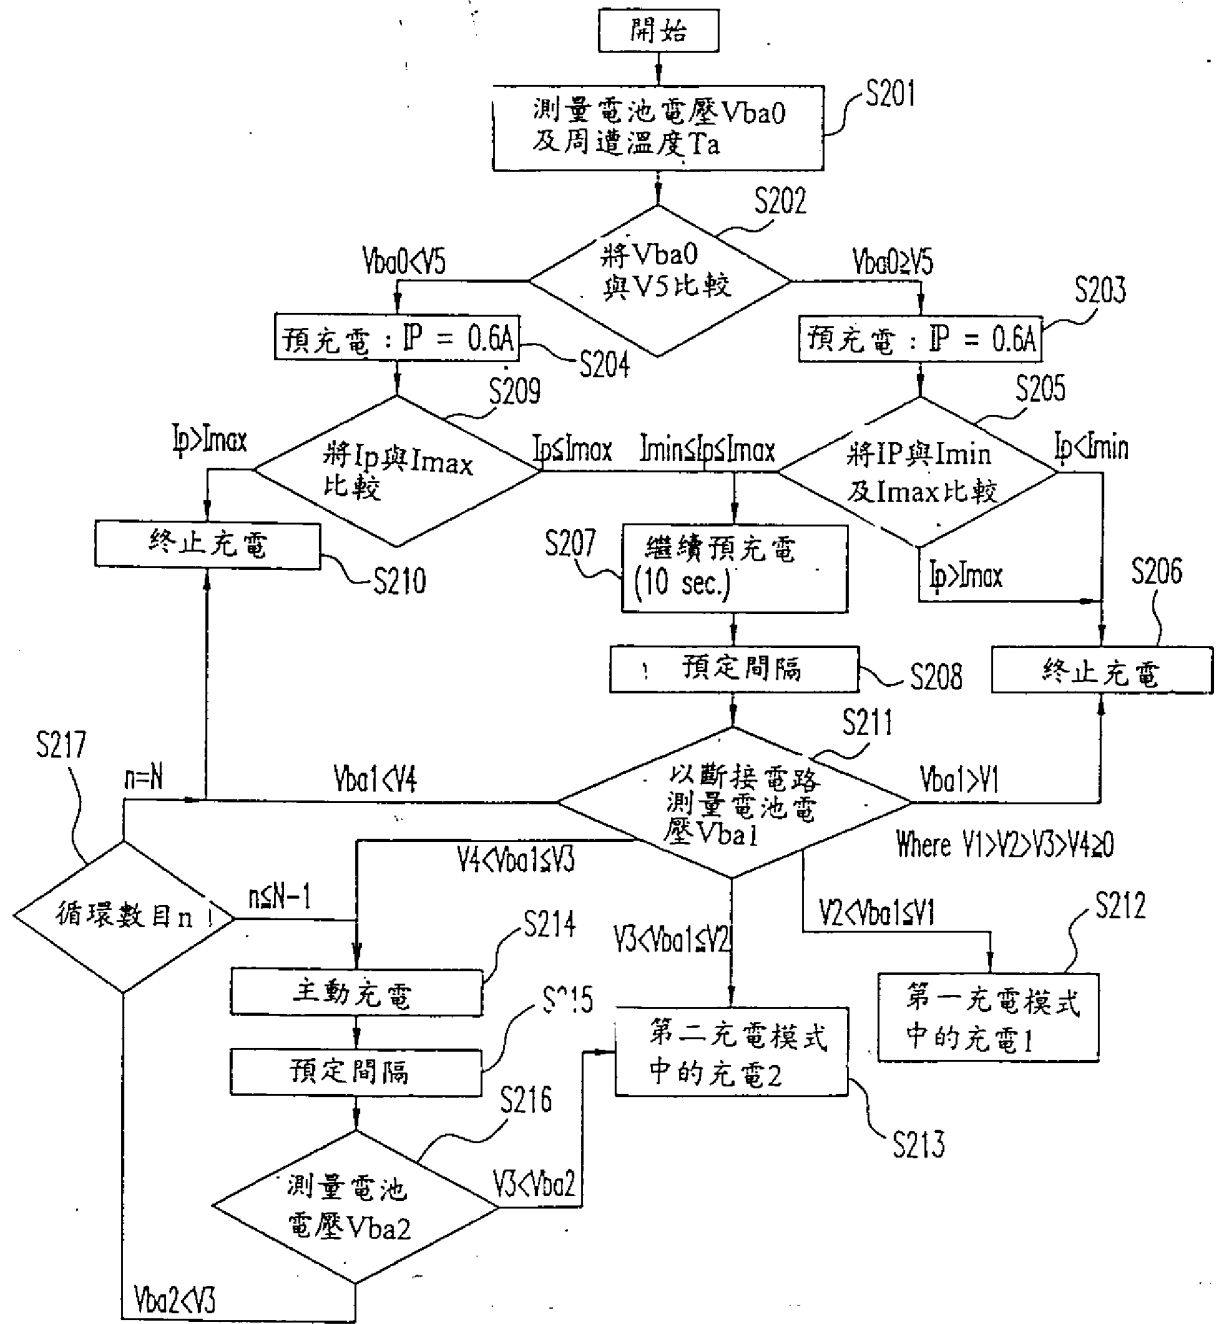 開始
測量電池電壓Vba0
及周遭溫度Ta
S201
S202
將Vba0
與V5比較
Vba0<V5
Vba0≥V5
S203
預充電:IP = 0.6A
S204
預充電:IP = 0.6A
S209
S205
Ip>Imax
將Ip與Imax
比較
Ip≤Imax
Imin≤Ip≤Imax
將IP與Imin
及Imax比較
Ip<Imin
終止充電
S210
S207
繼續預充電
(10 sec.)
Ip>Imax
S206
預定間隔
S208
終止充電
S211
S217
n=N
Vba1<V4
以斷接電路
測量電池電
壓Vba1
Vba1>V1
Where V1>V2>V3>V4≥0
V4<Vba1≤V3
循環數目n
n≤N-1
V3<Vba1≤V2
V2<Vba1≤V1
S212
S214
主動充電
第一充電模式
中的充電1
S215
預定間隔
第二充電模式
中的充電2
S213
S216
測量電池
電壓Vba2
V3<Vba2
Vba2<V3